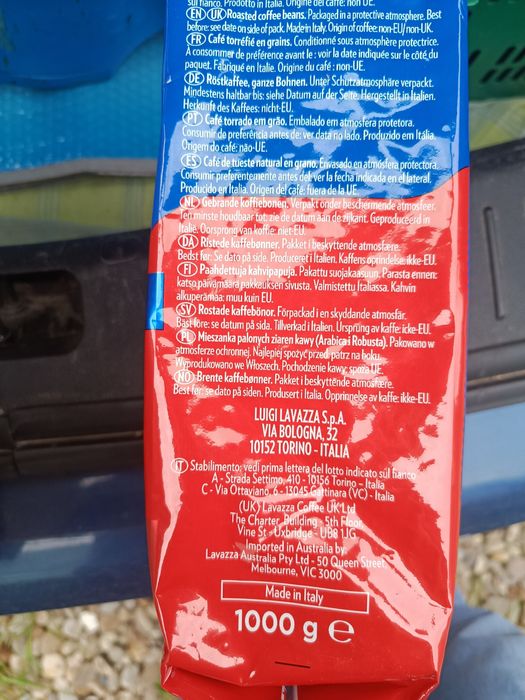 sul fianco. Prodotto in Italia. Origine del caffè: non UE.
EN UK Roasted coffee beans. Packaged in a protective atmosphere. Best
before: see date on side of pack. Made in Italy. Origin of coffee: non-EU/ non-UK.
FR Café torréfié en grains. Conditionné sous atmosphère protectrice.
A consommer de préférence avant le : voir la date indiquée sur le côté du
paquet. Fabriqué en Italie. Origine du café : non-UE.
DE Röstkaffee, ganze Bohnen. Unter Schutzatmosphäre verpackt.
Mindestens haltbar bis: siehe Datum auf der Seite. Hergestellt in Italien.
Herkunft des Kaffees: nicht-EU.
PT Café torrado em grão. Embalado em atmosfera protetora.
Consumir de preferência antes de: ver data no lado. Produzido em Itália.
Origem do café: não-UE.
ES Café de tueste natural en grano. Envasado en atmósfera protectora.
Consumir preferentemente antes del: ver la fecha indicada en el lateral.
Producido en Italia. Origen del café: fuera de la UE.
NL Gebrande koffiebonen. Verpakt onder beschermende atmosfeer.
Ten minste houdbaar tot: zie de datum aan de zijkant. Geproduceerd in
Italië. Oorsprong van koffie: niet-EU.
DA Ristede kaffebønner. Pakket i beskyttende atmosfære.
Bedst før: Se dato på side. Produceret i Italien. Kaffens oprindelse: ikke-EU.
FI Paahdettuja kahvipapuja. Pakattu suojakaasuun. Parasta ennen:
katso päivämäärä pakkauksen sivusta. Valmistettu Italiassa. Kahvin
alkuperämaa: muu kuin EU.
SV Rostade kaffebönor. Förpackad i en skyddande atmosfär.
Bäst före: se datum på sida. Tillverkad i Italien. Ursprung av kaffe: icke-EU.
PL Mieszanka palonych ziaren kawy (Arabica i Robusta). Pakowano w
atmosferze ochronnej. Najlepiej spożyć przed: patrz na boku.
Wyprodukowano we Włoszech. Pochodzenie kawy: spoza UE.
NO Brente kaffebønner. Pakket i beskyttende atmosfære.
Best før: se dato på siden. Produsert i Italia. Opprinnelse av kaffe: ikke-EU.
LUIGI LAVAZZA S.p.A.
VIA BOLOGNA, 32
10152 TORINO - ITALIA
IT Stabilimento: vedi prima lettera del lotto indicato sul fianco
A - Strada Settimo, 410 - 10156 Torino - Italia
C - Via Ottaviano, 6 - 13045 Gattinara (VC) - Italia
(UK) Lavazza Coffee UK Ltd
The Charter Building - 5th Floor,
Vine St - Uxbridge - UB8 1JG
Imported in Australia by:
Lavazza Australia Pty Ltd - 50 Queen Street
Melbourne, VIC 3000
Made in Italy
1000 g e